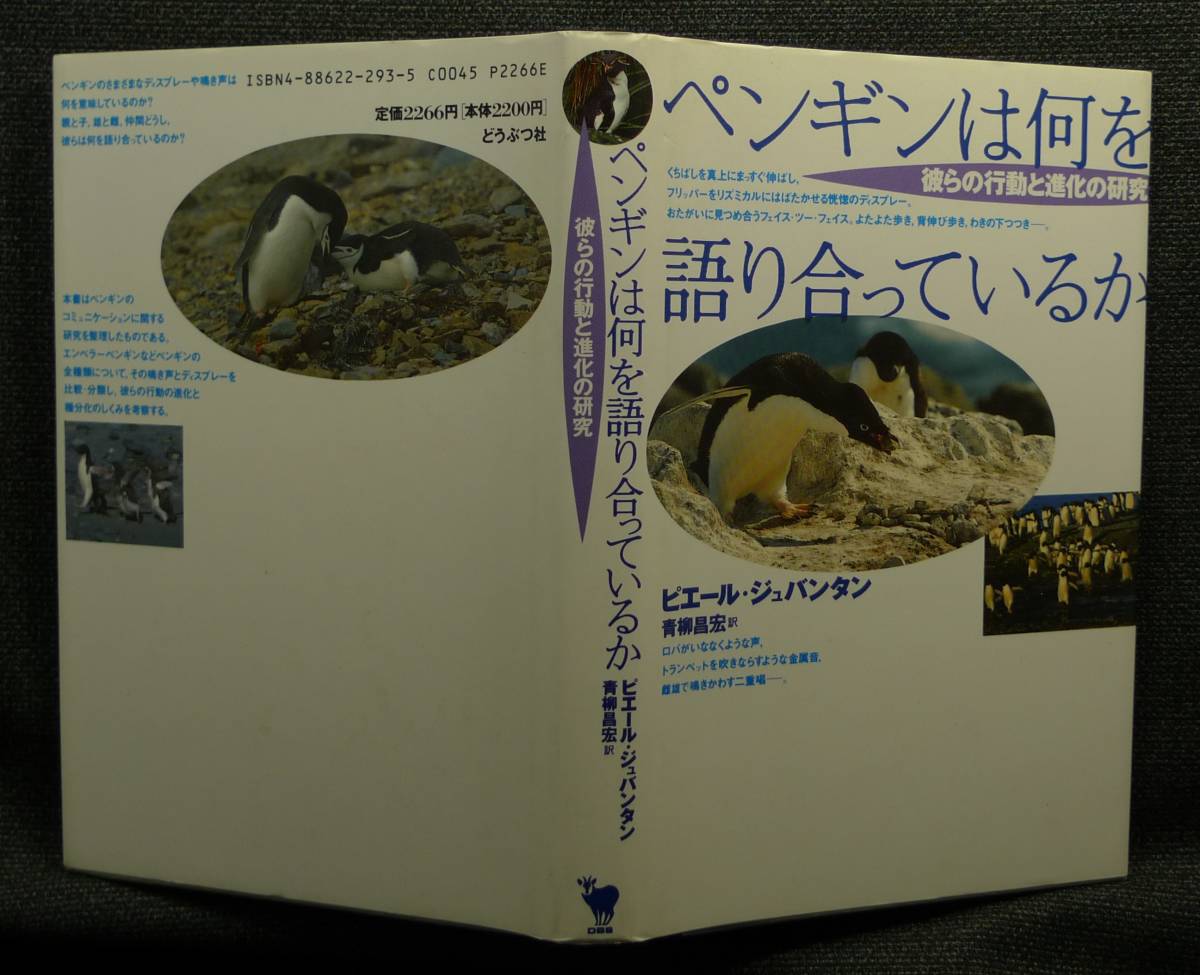 ペンギンのさまざまなディスプレーや鳴き声は
何を意味しているのか?
親と子、雄と雌、仲間どうし、
彼らは何を語り合っているのか?
ISBN4-88622-293-5 C0045 P2266E
定価2266円[本体2200円]
どうぶつ社
本書はペンギンの
コミュニケーションに関する
研究を整理したものである。
エンペラーペンギンなどペンギンの
全種類について、その鳴き声とディスプレーを
比較・分類し、彼らの行動の進化と
種分化のしくみを考察する。
ペンギンは何を語り合っているか
彼らの行動と進化の研究
ピエール・ジュバンタン
青柳昌宏 訳
DBS
ペンギンは何を
彼らの行動と進化の研究
くちばしを真上にまっすぐ伸ばし、
フリッパーをリズミカルにはばたかせる恍惚のディスプレー。
おたがいに見つめ合うフェイス・ツー・フェイス。よたよた歩き、背伸び歩き、わきの下つつき――。
語り合っているか
ピエール・ジュバンタン
青柳昌宏 訳
ロバがいななくような声、
トランペットを吹きならすような金属音、
雌雄で鳴きかわす二重唱――。